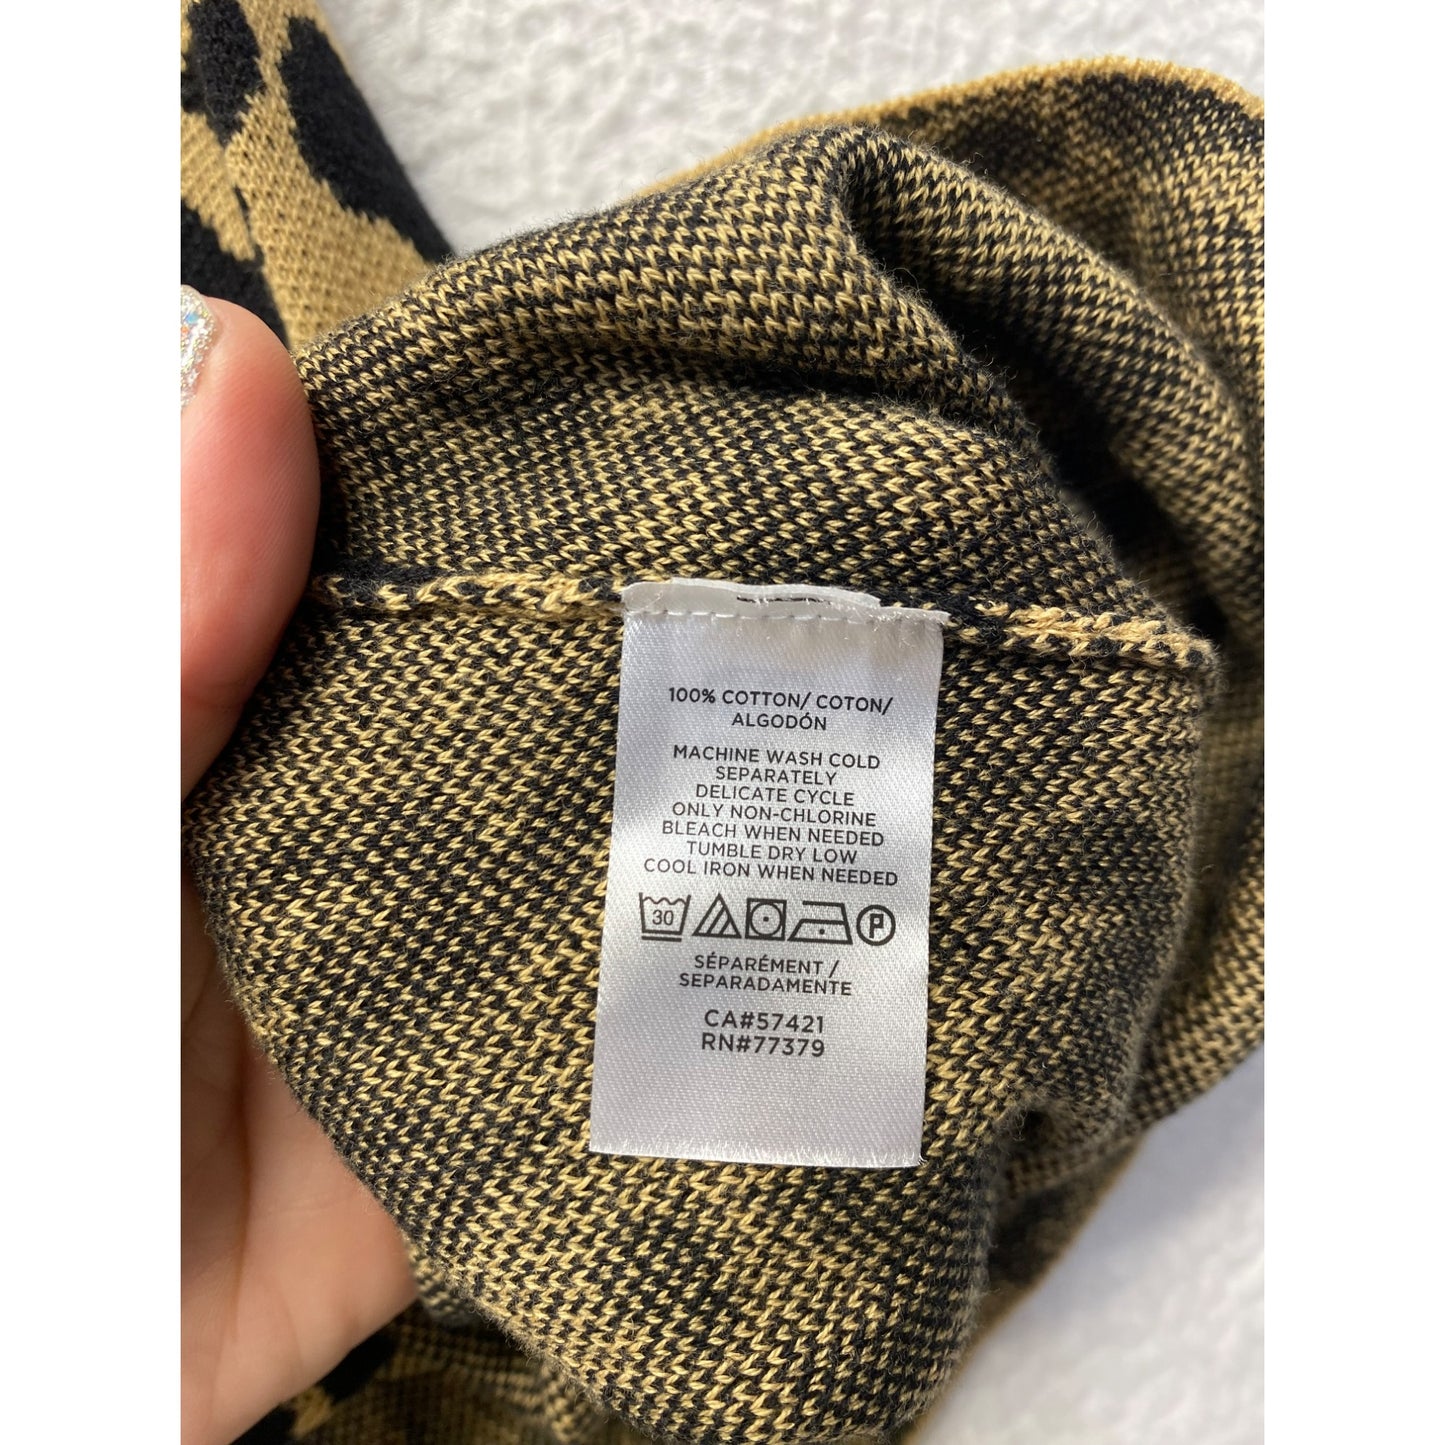 100% COTTON/ COTON/
ALGODÓN
MACHINE WASH COLD
SEPARATELY
DELICATE CYCLE
ONLY NON-CHLORINE
BLEACH WHEN NEEDED
TUMBLE DRY LOW
COOL IRON WHEN NEEDED
30 P
SÉPARÉMENT /
SEPARADAMENTE
CA#57421
RN#77379